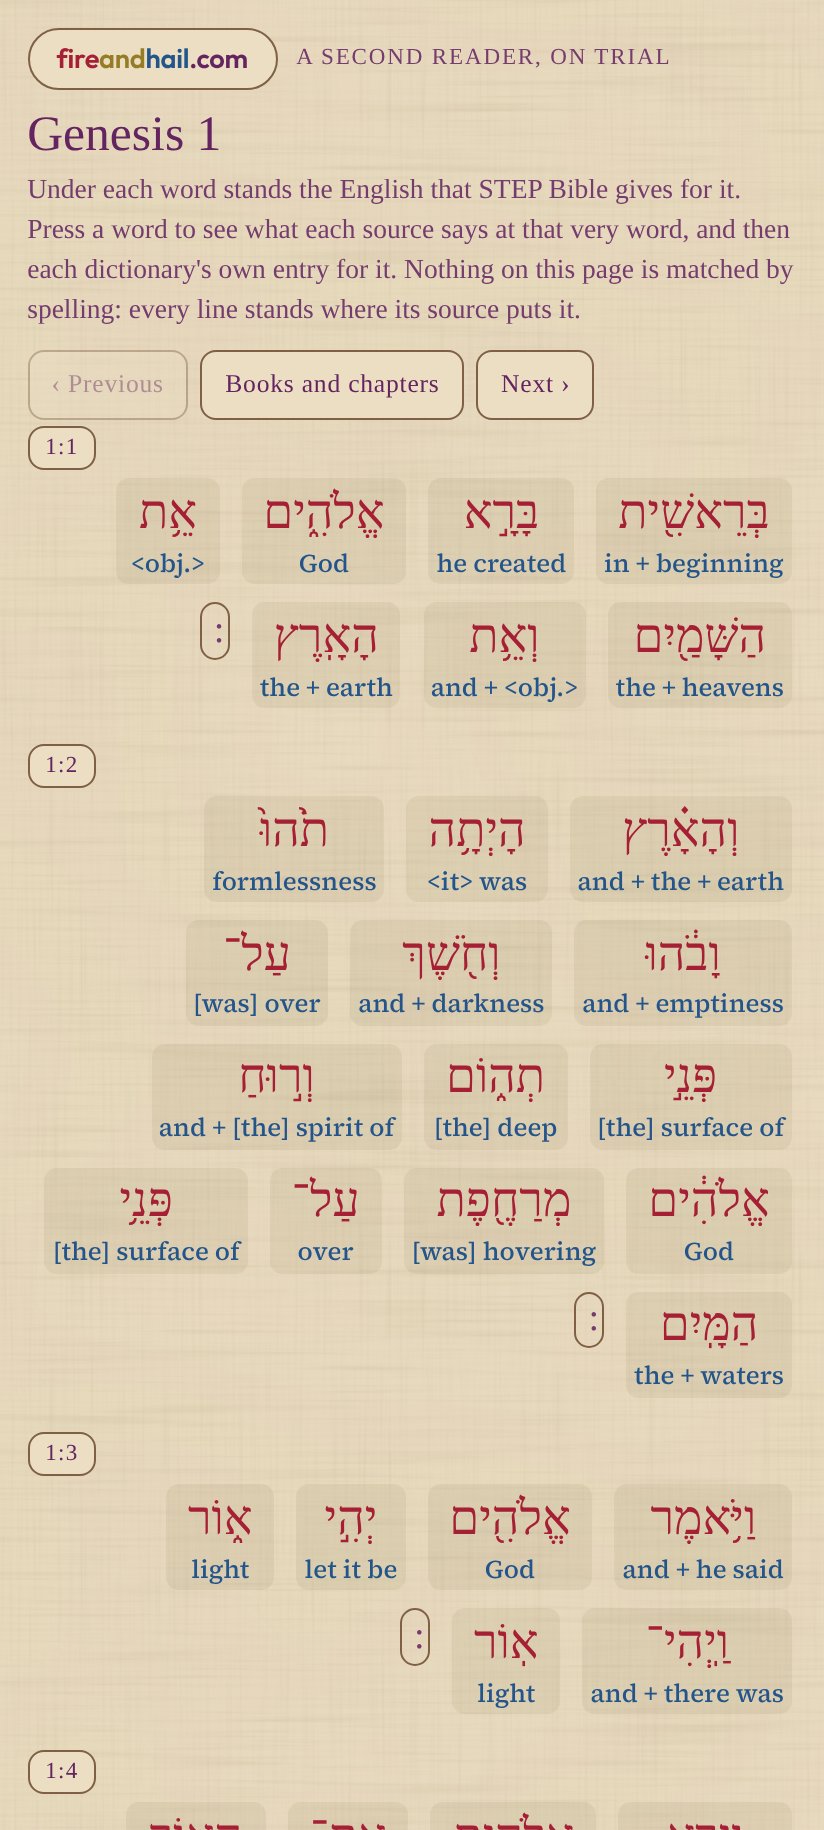 fireandhail.com A SECOND READER, ON TRIAL
Genesis 1
Under each word stands the English that STEP Bible gives for it.
Press a word to see what each source says at that very word, and then
each dictionary's own entry for it. Nothing on this page is matched by
spelling: every line stands where its source puts it.
‹ Previous Books and chapters Next ›
1:1
בְּרֵאשִׁ֖ית בָּרָ֣א אֱלֹהִ֑ים אֵ֥ת
in + beginning he created God <obj.>
הַשָּׁמַ֖יִם וְאֵ֥ת הָאָֽרֶץ ׃
the + heavens and + <obj.> the + earth
1:2
וְהָאָ֗רֶץ הָיְתָ֥ה תֹ֙הוּ֙
and + the + earth <it> was formlessness
וָבֹ֔הוּ וְחֹ֖שֶׁךְ עַל־
and + emptiness and + darkness [was] over
פְּנֵ֣י תְה֑וֹם וְר֣וּחַ
[the] surface of [the] deep and + [the] spirit of
אֱלֹהִ֔ים מְרַחֶ֖פֶת עַל־ פְּנֵ֥י
God [was] hovering over [the] surface of
הַמָּֽיִם ׃
the + waters
1:3
וַיֹּ֥אמֶר אֱלֹהִ֖ים יְהִ֣י א֑וֹר
and + he said God let it be light
וַֽיְהִי־ אֽוֹר ׃
and + there was light
1:4